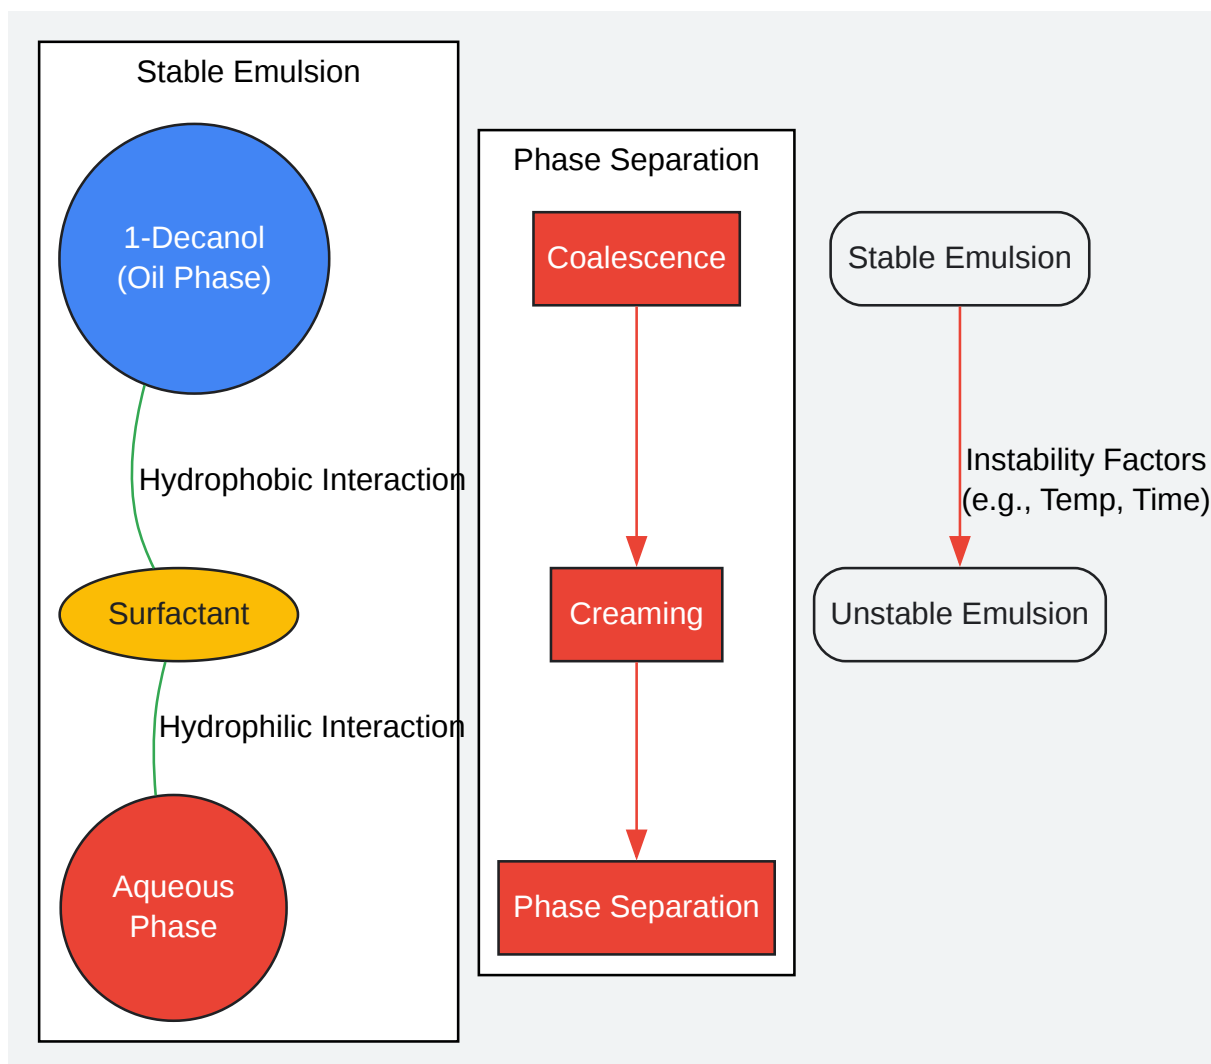 Stable Emulsion
1-Decanol
(Oil Phase)
Hydrophobic Interaction
Surfactant
Hydrophilic Interaction
Aqueous
Phase
Phase Separation
Coalescence
Creaming
Phase Separation
Stable Emulsion
Instability Factors
(e.g., Temp, Time)
Unstable Emulsion